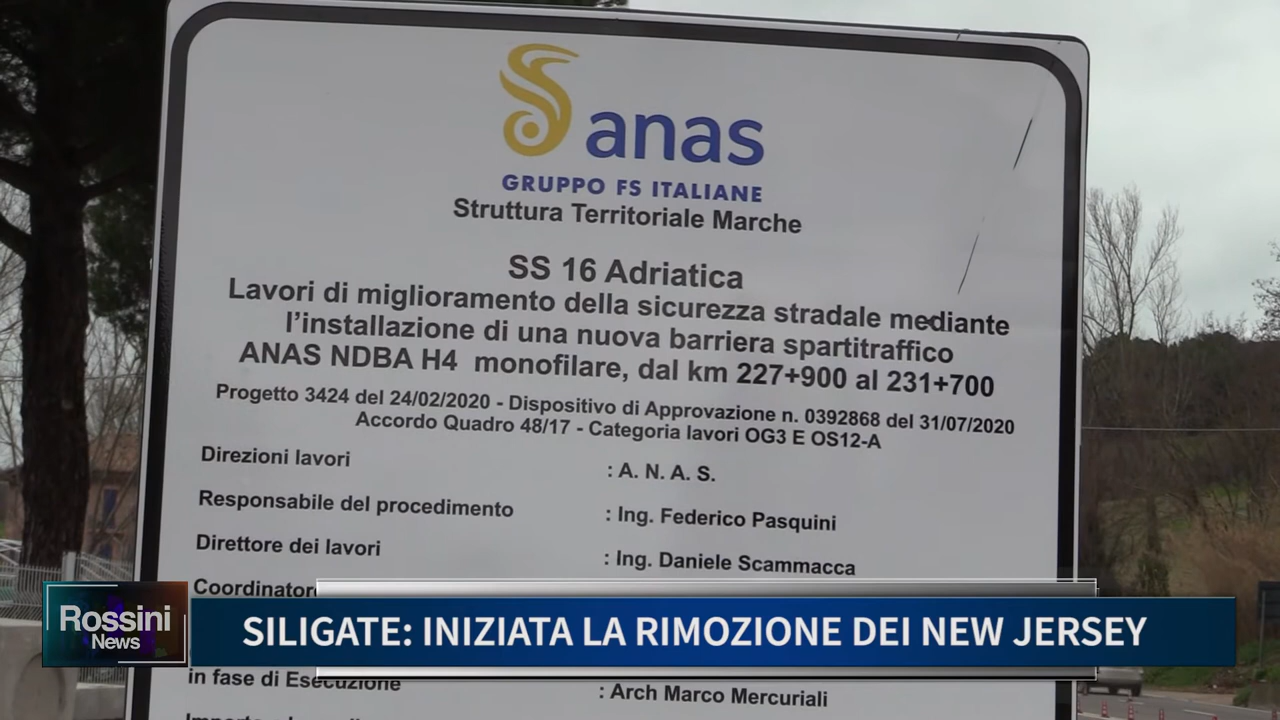 anas
GRUPPO FS ITALIANE
Struttura Territoriale Marche
SS 16 Adriatica
Lavori di miglioramento della sicurezza stradale mediante
l'installazione di una nuova barriera spartitraffico
ANAS NDBA H4 monofilare, dal km 227+900 al 231+700
Progetto 3424 del 24/02/2020 - Dispositivo di Approvazione n. 0392868 del 31/07/2020
Accordo Quadro 48/17 - Categoria lavori OG3 E OS12-A
Direzioni lavori : A. N. A. S.
Responsabile del procedimento : Ing. Federico Pasquini
Direttore dei lavori : Ing. Daniele Scammacca
Rossini
News
SILIGATE: INIZIATA LA RIMOZIONE DEI NEW JERSEY
in fase di Esecuzione : Arch Marco Mercuriali